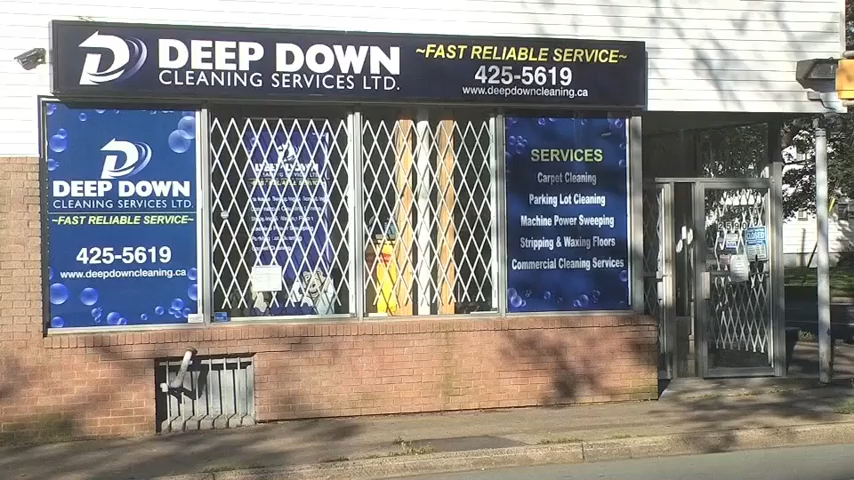 DEEP DOWN
CLEANING SERVICES LTD.
~FAST RELIABLE SERVICE~
425-5619
www.deepdowncleaning.ca
DEEP DOWN
CLEANING SERVICES LTD.
~FAST RELIABLE SERVICE~
425-5619
www.deepdowncleaning.ca
SERVICES
Carpet Cleaning
Parking Lot Cleaning
Machine Power Sweeping
Stripping & Waxing Floors
Commercial Cleaning Services
CLOSED